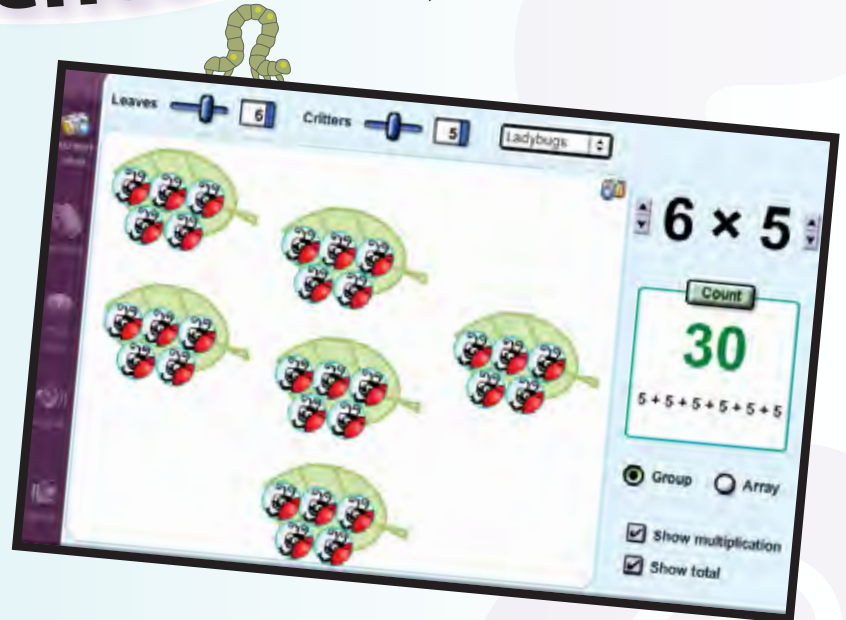 Leaves 6 Critters 5 Ladybugs
6 × 5
Count
30
5 + 5 + 5 + 5 + 5 + 5
Group Array
Show multiplication
Show total